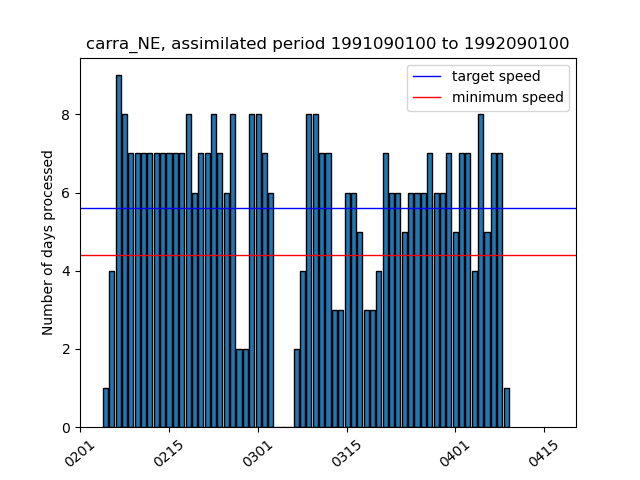 carra_NE, assimilated period 1991090100 to 1992090100
target speed
minimum speed
Number of days processed
8
6
4
2
0
0201
0215
0301
0315
0401
0415